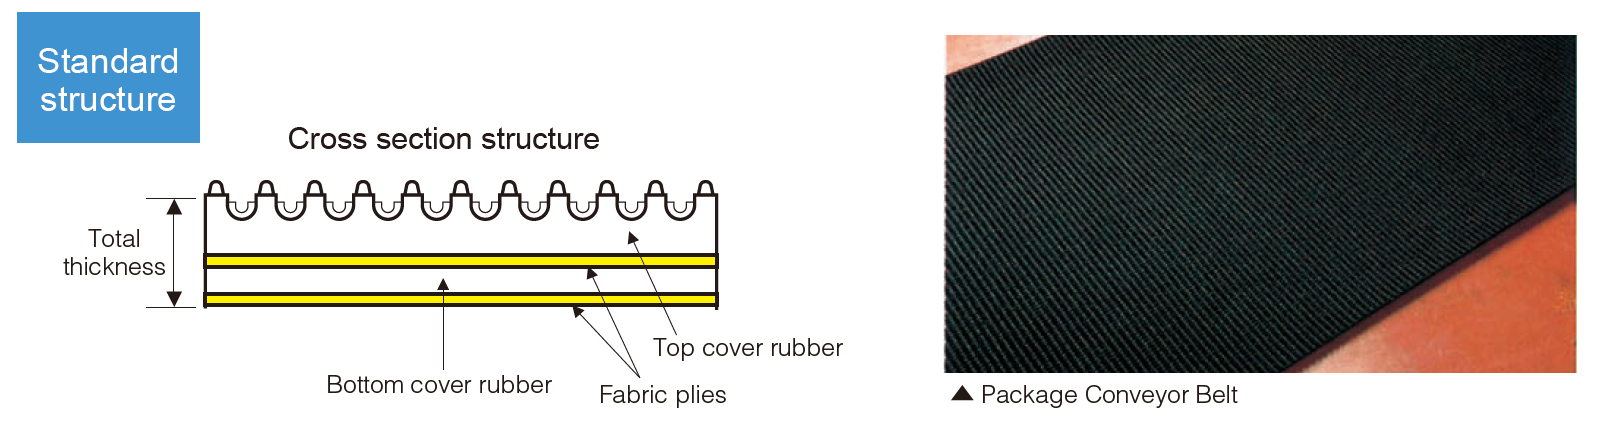 Standard
structure
Cross section structure
Total
thickness
Top cover rubber
Bottom cover rubber
Fabric plies
▲ Package Conveyor Belt